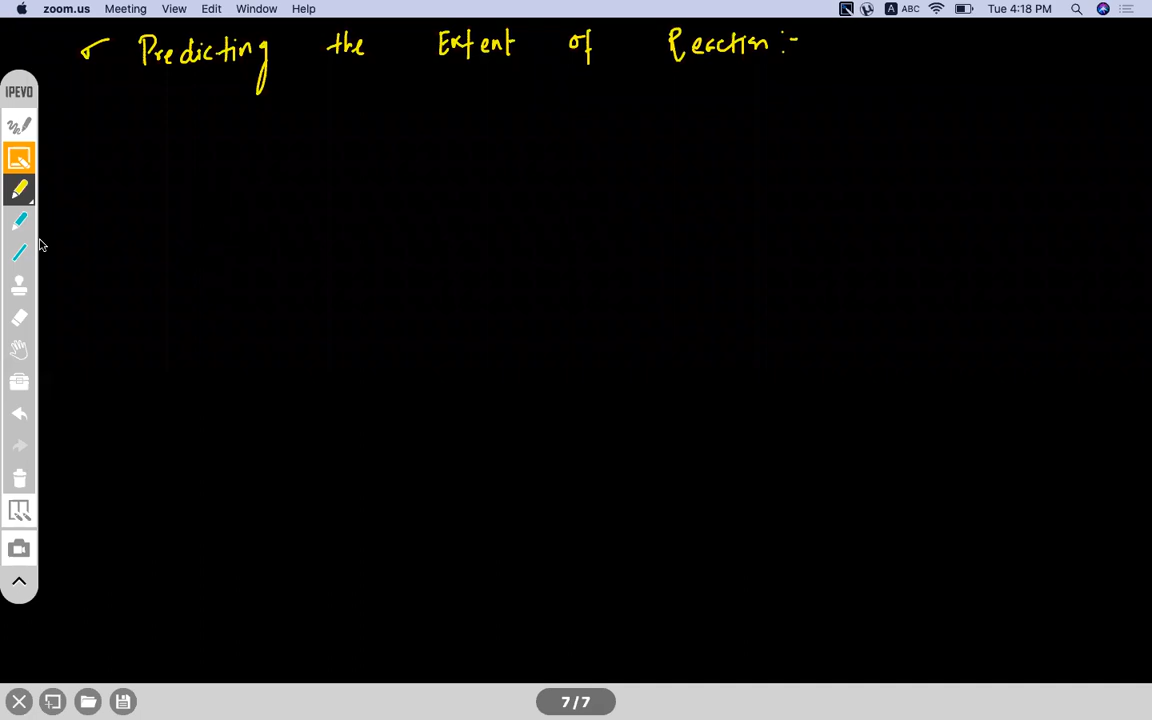 zoom.us Meeting View Edit Window Help A ABC Tue 4:18 PM
Predicting the Extent of Reaction :-
IPEVO
7/7